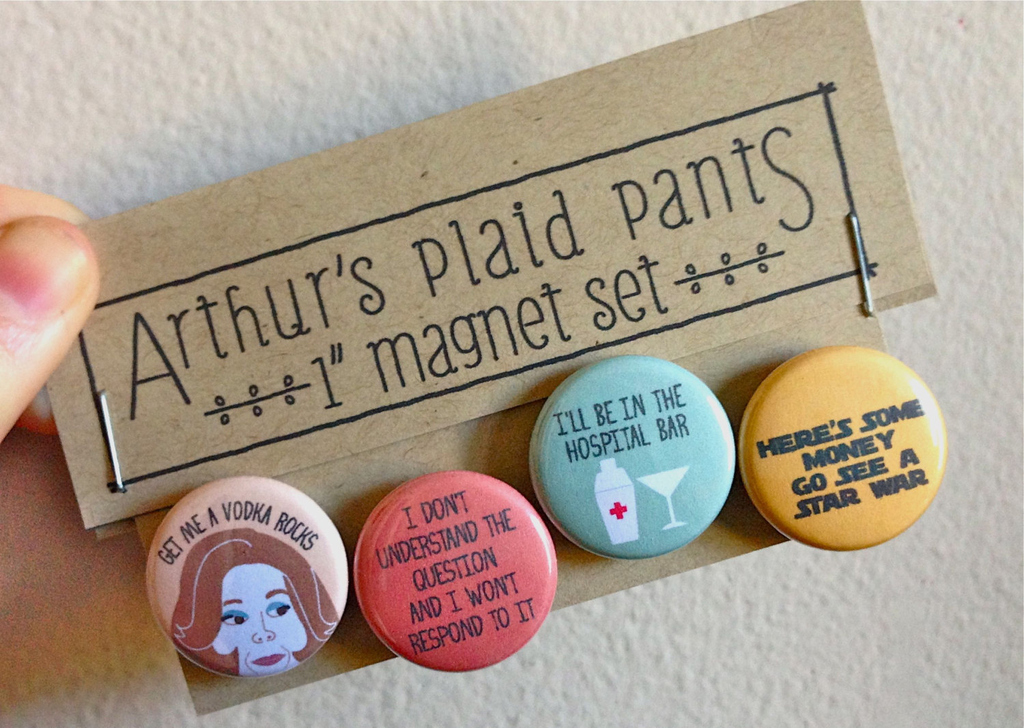 Arthur's plaid pants
1" magnet set
GET ME A VODKA ROCKS
I DON'T
UNDERSTAND THE
QUESTION
AND I WON'T
RESPOND TO IT
I'LL BE IN THE
HOSPITAL BAR
HERE'S SOME
MONEY
GO SEE A
STAR WAR